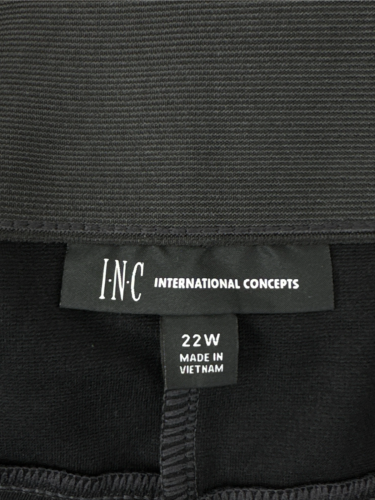 I·N·C INTERNATIONAL CONCEPTS
22W
MADE IN
VIETNAM